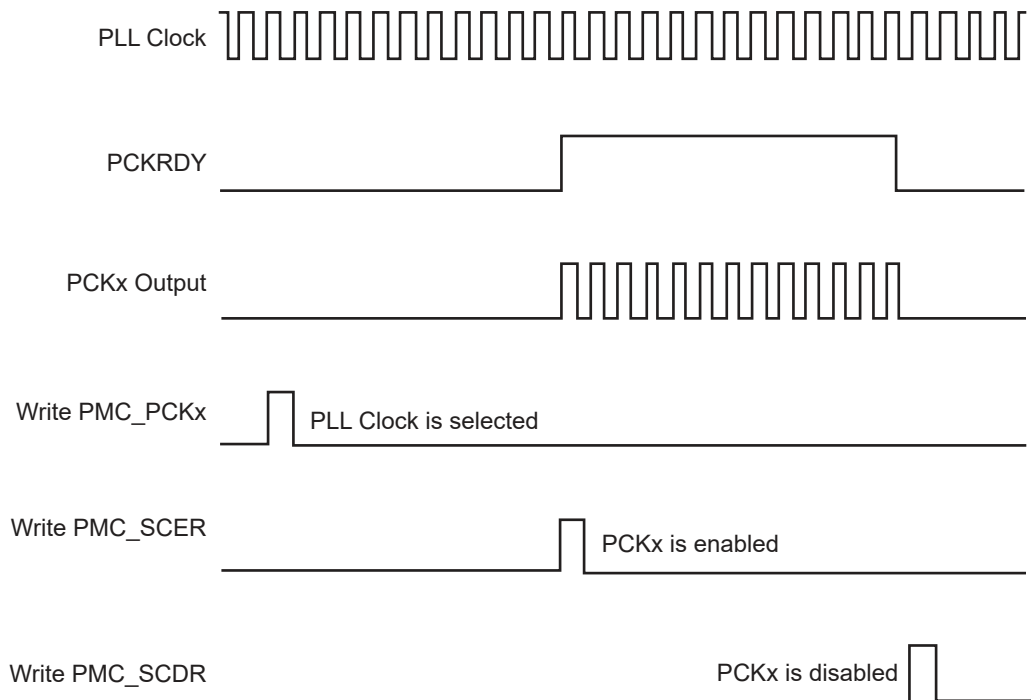 PLL Clock
PCKRDY
PCKx Output
Write PMC_PCKx
PLL Clock is selected
Write PMC_SCER
PCKx is enabled
Write PMC_SCDR
PCKx is disabled